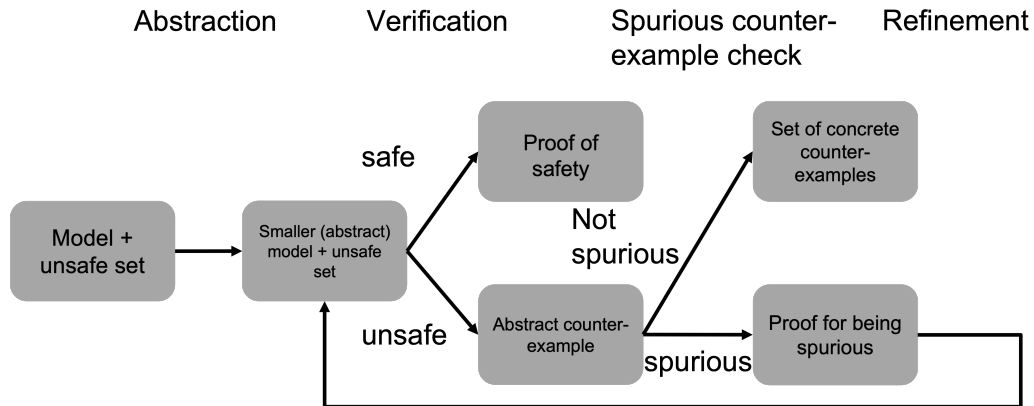 Abstraction
Verification
Spurious counter-
example check
Refinement
safe
Proof of
safety
Set of concrete
counter-
examples
Model +
unsafe set
Smaller (abstract)
model + unsafe
set
Not
spurious
unsafe
Abstract counter-
example
spurious
Proof for being
spurious